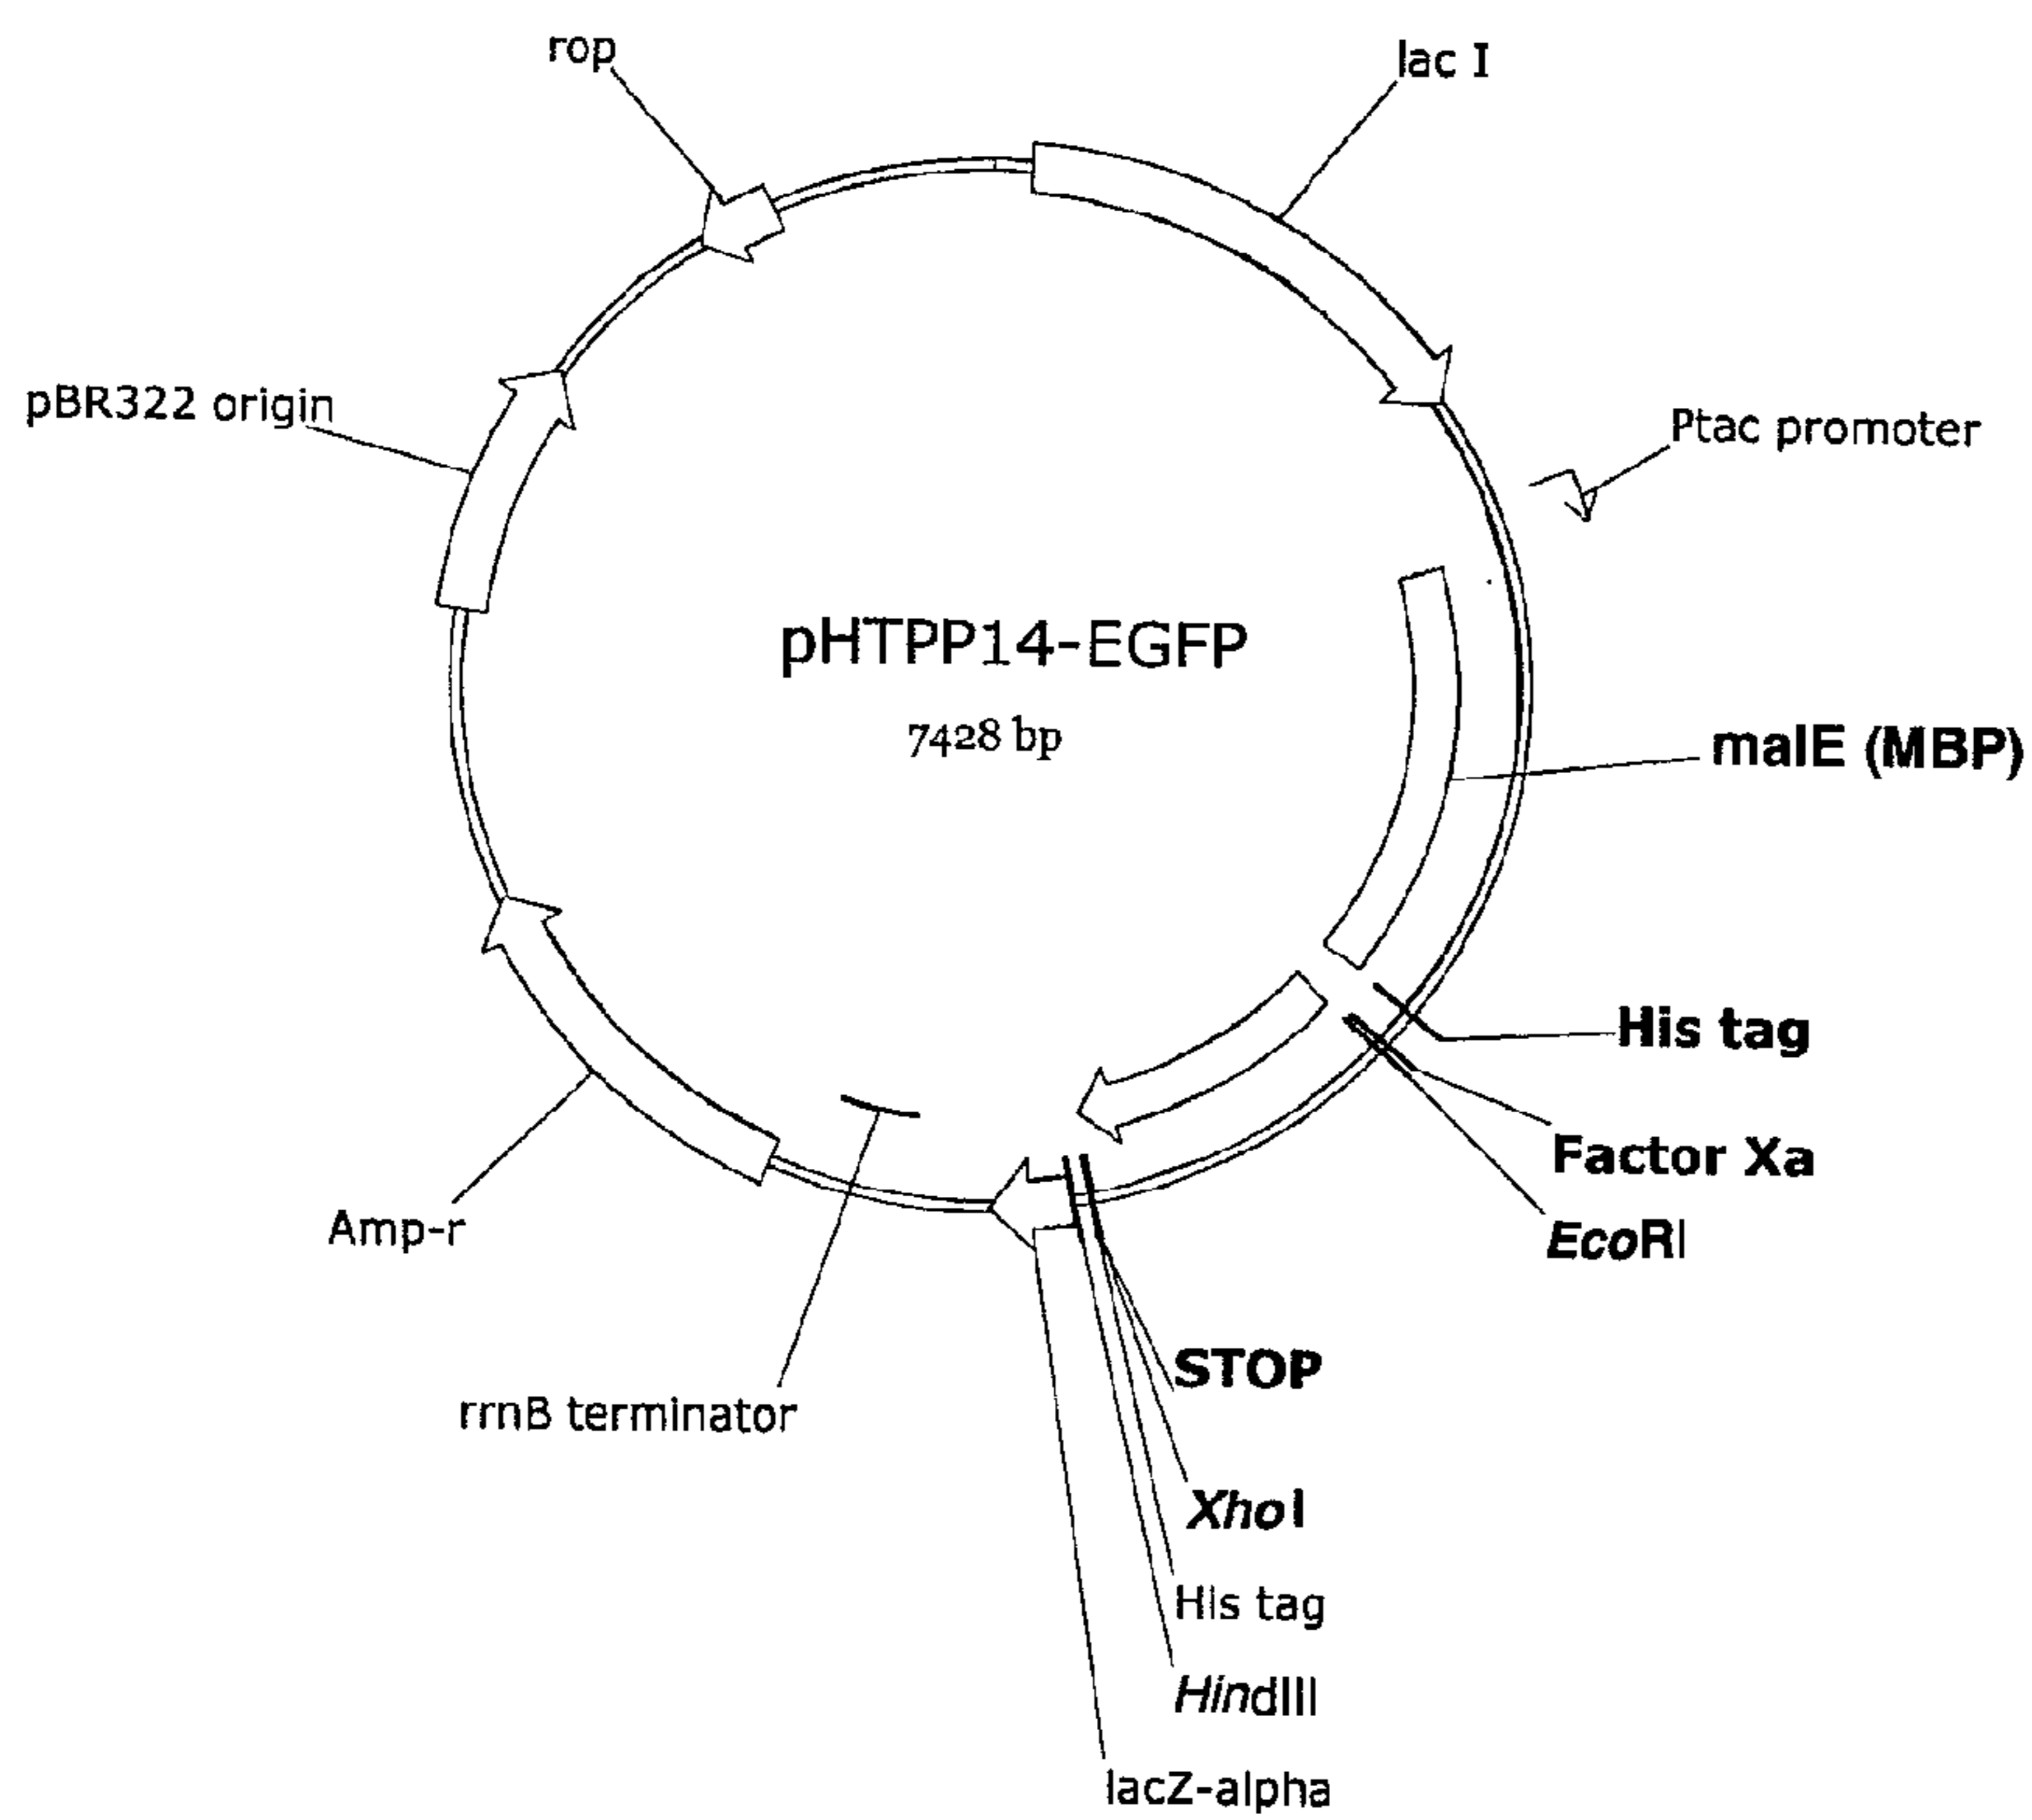 rop
lac I
pBR322 origin
Ptac promoter
pHTPP14-EGFP
7428 bp
malE (MBP)
His tag
Factor Xa
EcoRI
Amp-r
STOP
rrnB terminator
XhoI
His tag
HindIII
lacZ-alpha